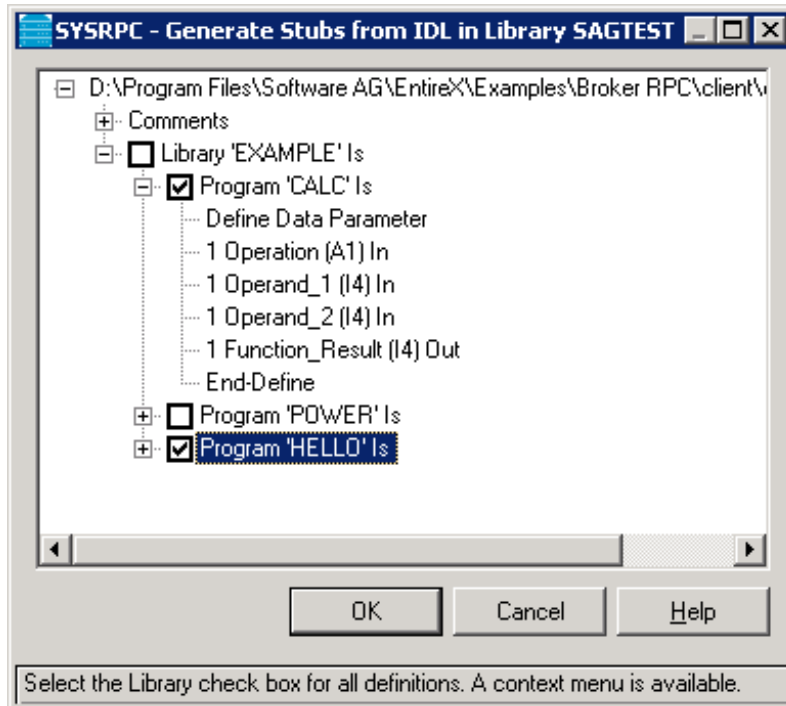 SYSRPC - Generate Stubs from IDL in Library SAGTEST
D:\Program Files\Software AG\EntireX\Examples\Broker RPC\client\
Comments
Library 'EXAMPLE' Is
Program 'CALC' Is
Define Data Parameter
1 Operation (A1) In
1 Operand_1 (I4) In
1 Operand_2 (I4) In
1 Function_Result (I4) Out
End-Define
Program 'POWER' Is
Program 'HELLO' Is
OK Cancel Help
Select the Library check box for all definitions. A context menu is available.